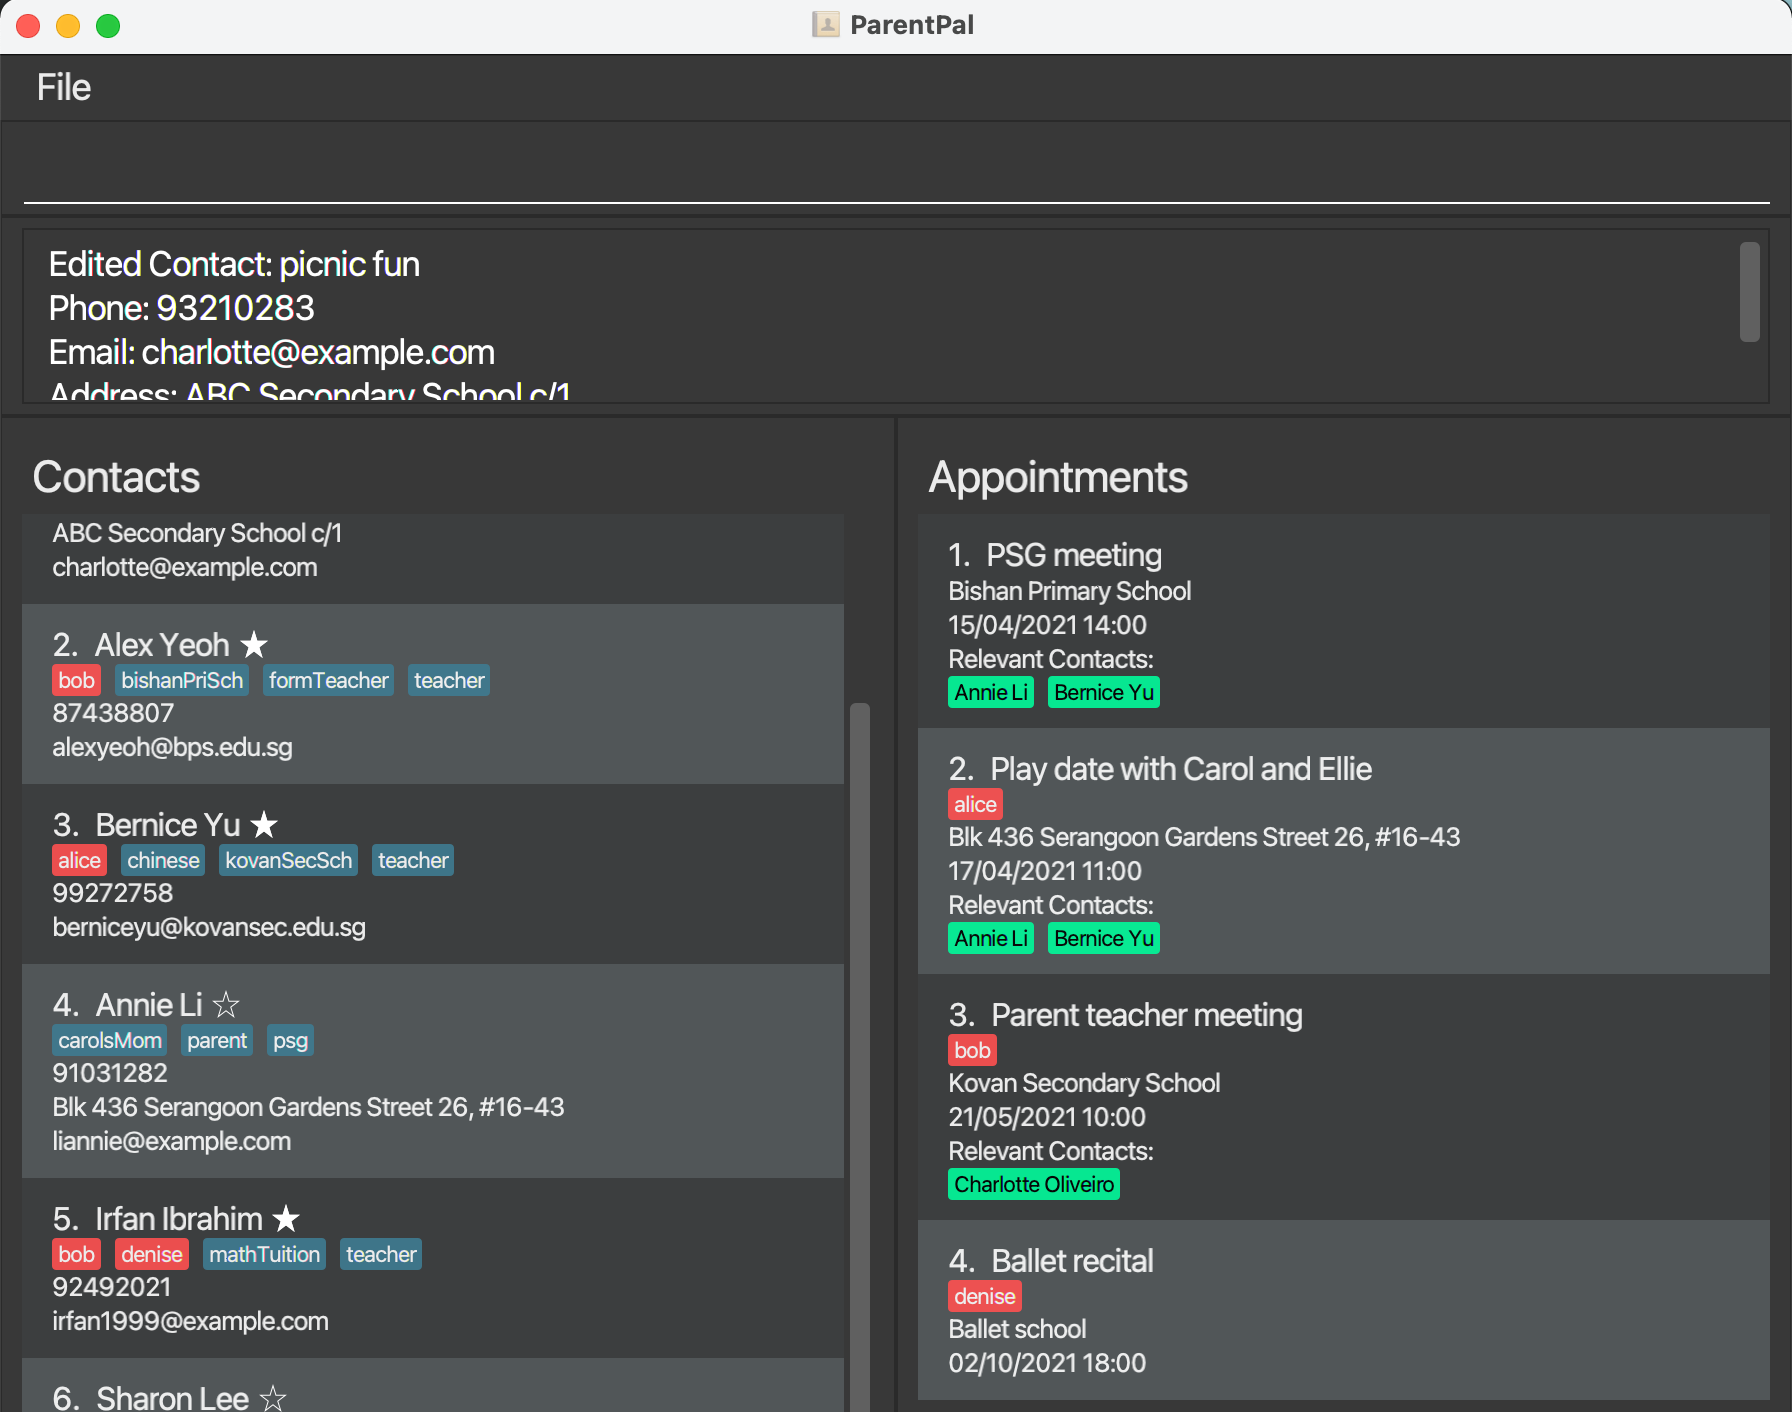 ParentPal
File
Edited Contact: picnic fun
Phone: 93210283
Email: charlotte@example.com
Address: ABC Secondary School c/1
Contacts
ABC Secondary School c/1
charlotte@example.com
2. Alex Yeoh ★
bob bishanPriSch formTeacher teacher
87438807
alexyeoh@bps.edu.sg
3. Bernice Yu ★
alice chinese kovanSecSch teacher
99272758
berniceyu@kovansec.edu.sg
4. Annie Li ☆
carolsMom parent psg
91031282
Blk 436 Serangoon Gardens Street 26, #16-43
liannie@example.com
5. Irfan Ibrahim ★
bob denise mathTuition teacher
92492021
irfan1999@example.com
6. Sharon Lee ☆
Appointments
1. PSG meeting
Bishan Primary School
15/04/2021 14:00
Relevant Contacts:
Annie Li Bernice Yu
2. Play date with Carol and Ellie
alice
Blk 436 Serangoon Gardens Street 26, #16-43
17/04/2021 11:00
Relevant Contacts:
Annie Li Bernice Yu
3. Parent teacher meeting
bob
Kovan Secondary School
21/05/2021 10:00
Relevant Contacts:
Charlotte Oliveiro
4. Ballet recital
denise
Ballet school
02/10/2021 18:00